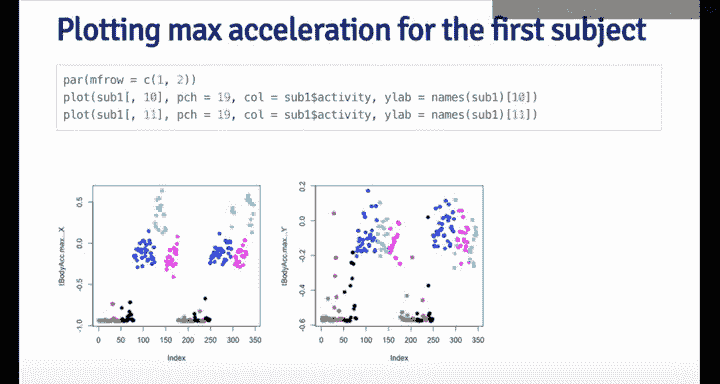 Plotting max acceleration for the first subject
par(mfrow = c(1, 2))
plot(sub1[, 10], pch = 19, col = sub1$activity, ylab = names(sub1)[10])
plot(sub1[, 11], pch = 19, col = sub1$activity, ylab = names(sub1)[11])
tBodyAcc.max...X
0.5
0.0
-0.5
-1.0
0 50 100 150 200 250 300 350
Index
tBodyAcc.max...Y
0.2
0.0
-0.2
-0.4
-0.6
0 50 100 150 200 250 300 350
Index